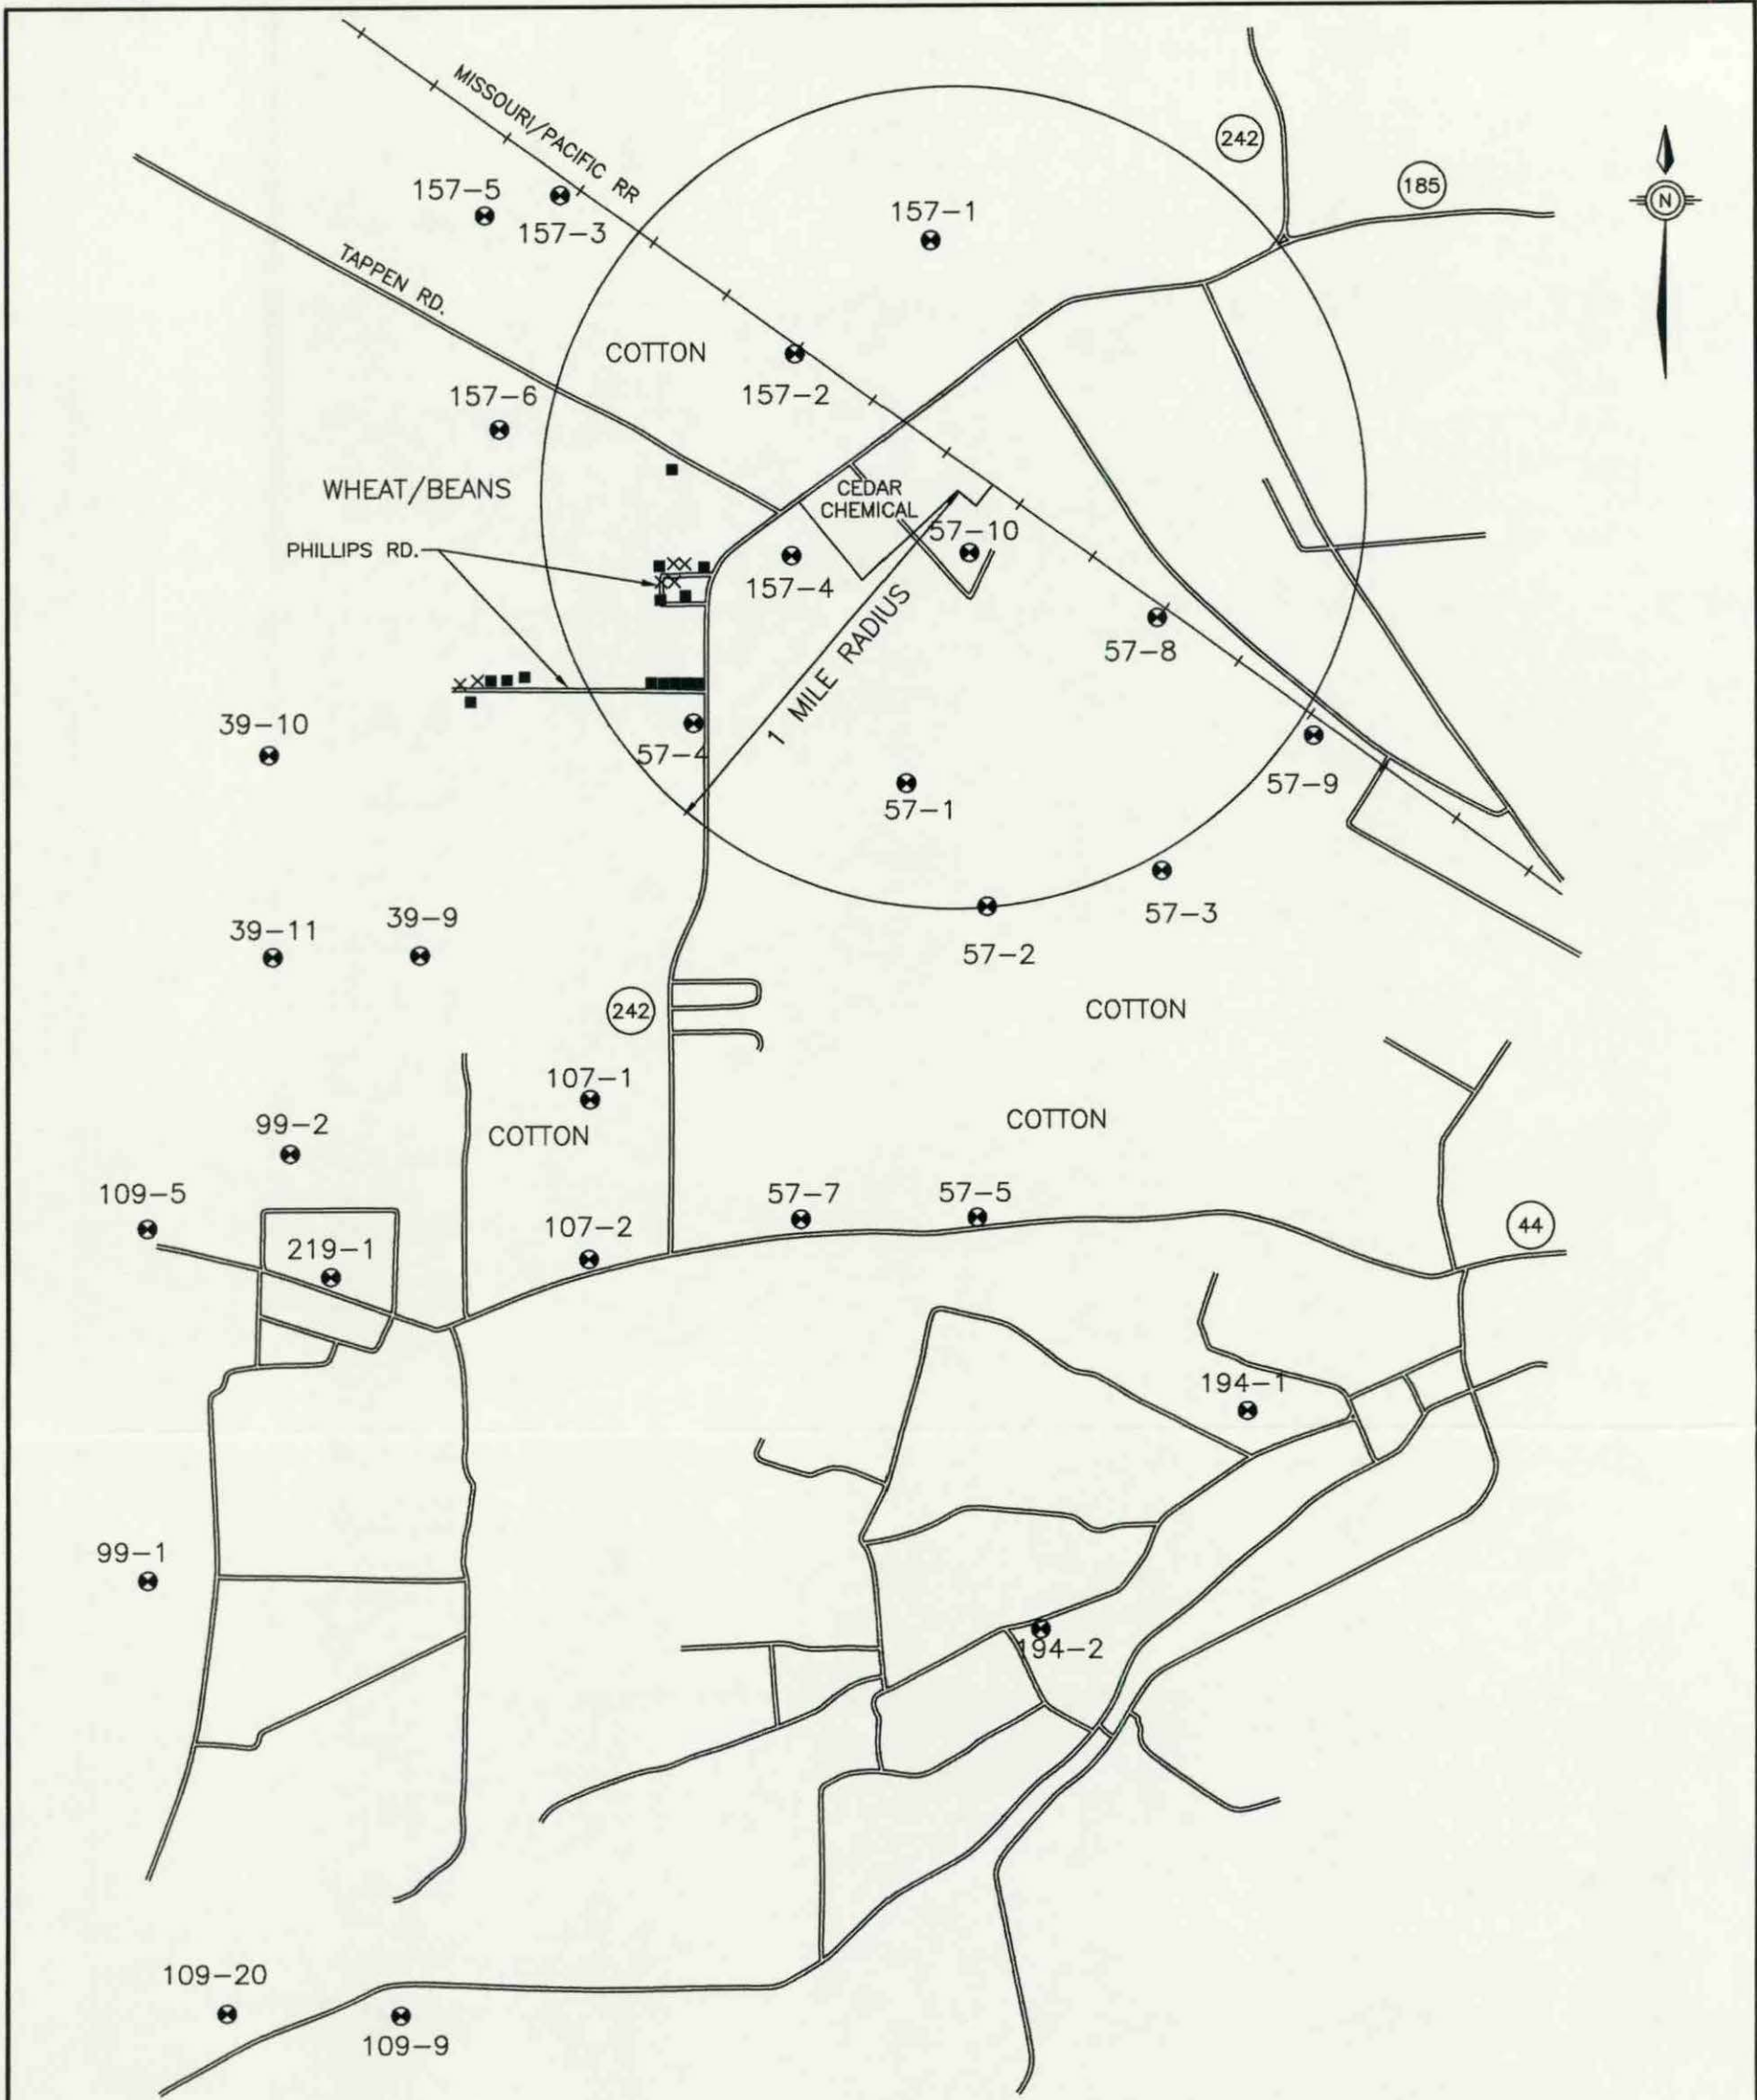 MISSOURI/PACIFIC RR
242
185
N
157-5
157-3
157-1
TAPPEN RD.
COTTON
157-2
157-6
WHEAT/BEANS
CEDAR
CHEMICAL
57-10
PHILLIPS RD.
157-4
1 MILE RADIUS
57-8
39-10
57-4
57-9
57-1
39-11
39-9
57-3
57-2
242
COTTON
107-1
99-2
COTTON
COTTON
109-5
57-7
57-5
107-2
44
219-1
194-1
99-1
194-2
109-20
109-9